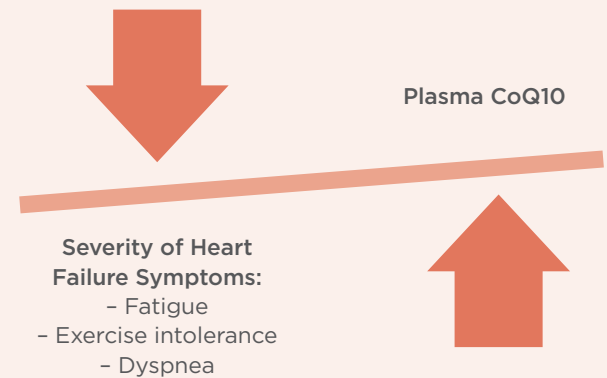 Plasma CoQ10
Severity of Heart
Failure Symptoms:
– Fatigue
– Exercise intolerance
– Dyspnea